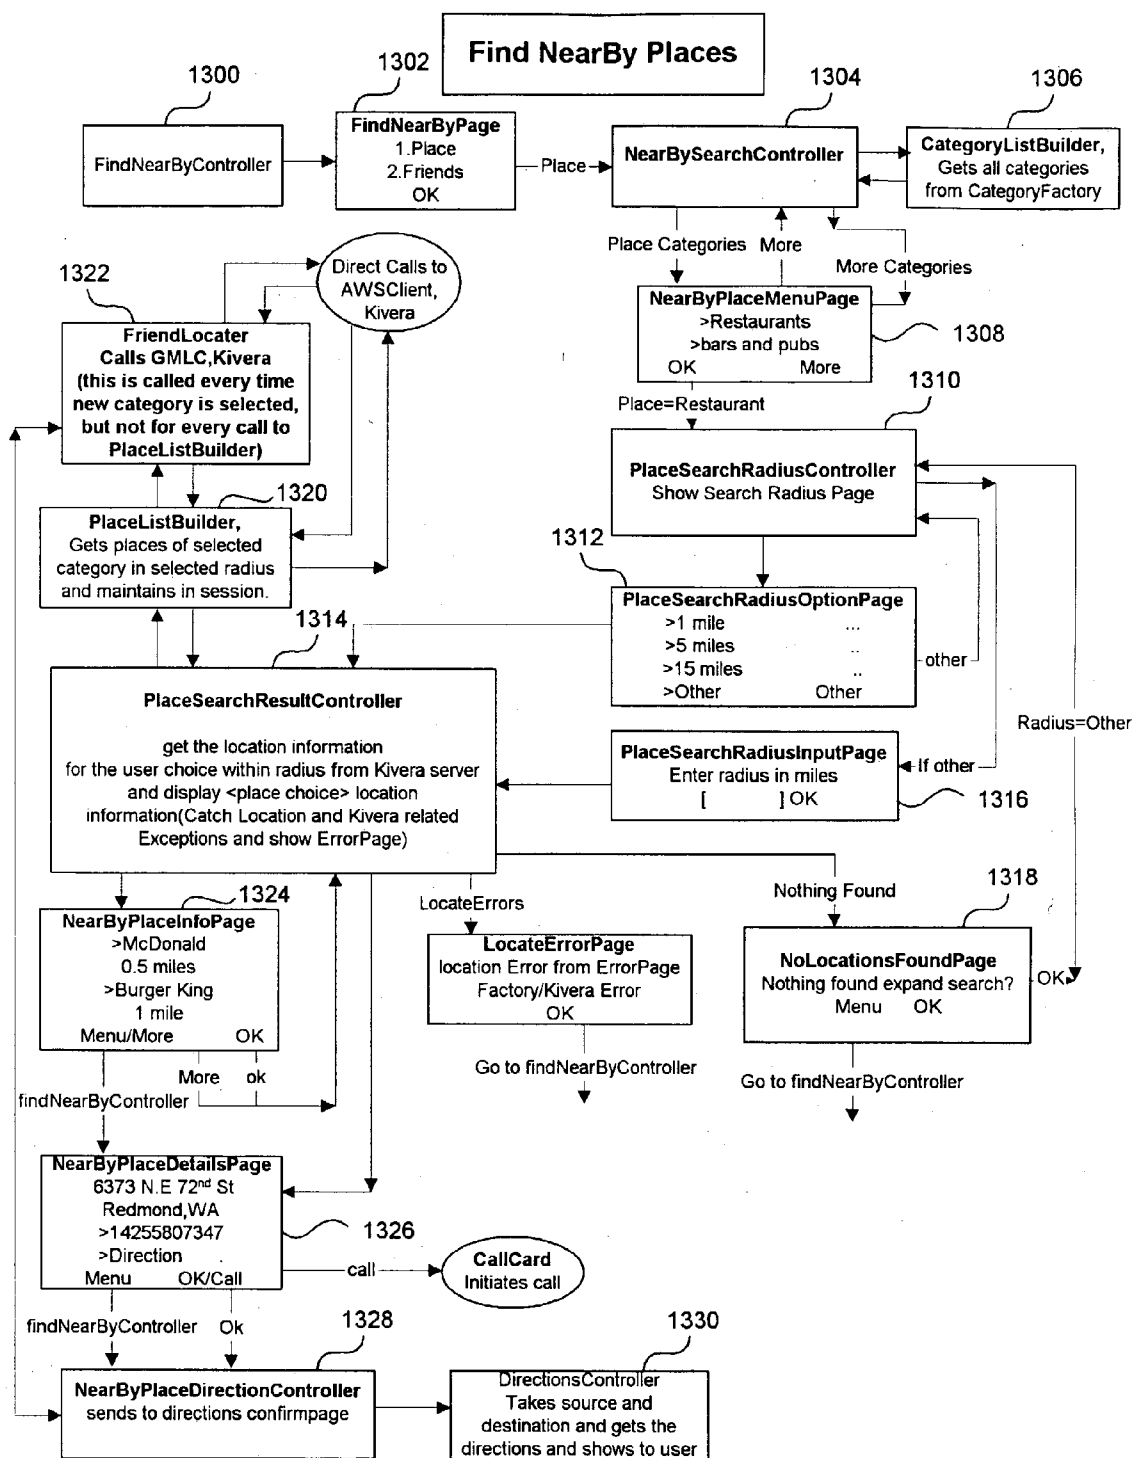 Find NearBy Places
1300
FindNearByController
1302
FindNearByPage
1.Place
2.Friends
OK
Place
1304
NearBySearchController
1306
CategoryListBuilder,
Gets all categories
from CategoryFactory
Place Categories
More
More Categories
NearByPlaceMenuPage
>Restaurants
>bars and pubs
OK More
1308
Place=Restaurant
1310
PlaceSearchRadiusController
Show Search Radius Page
1312
PlaceSearchRadiusOptionPage
>1 mile ...
>5 miles ..
>15 miles ..
>Other Other
other
Radius=Other
If other
PlaceSearchRadiusInputPage
Enter radius in miles
[ ] OK
1316
Direct Calls to
AWSClient,
Kivera
1322
FriendLocater
Calls GMLC,Kivera
(this is called every time
new category is selected,
but not for every call to
PlaceListBuilder)
1320
PlaceListBuilder,
Gets places of selected
category in selected radius
and maintains in session.
1314
PlaceSearchResultController
get the location information
for the user choice within radius from Kivera server
and display <place choice> location
information(Catch Location and Kivera related
Exceptions and show ErrorPage)
1324
NearByPlaceInfoPage
>McDonald
0.5 miles
>Burger King
1 mile
Menu/More OK
More ok
findNearByController
LocateErrors
LocateErrorPage
location Error from ErrorPage
Factory/Kivera Error
OK
Go to findNearByController
Nothing Found
1318
NoLocationsFoundPage
Nothing found expand search?
Menu OK
OK
Go to findNearByController
NearByPlaceDetailsPage
6373 N.E 72nd St
Redmond,WA
>14255807347
>Direction
Menu OK/Call
1326
call
CallCard
Initiates call
findNearByController Ok
1328
NearByPlaceDirectionController
sends to directions confirmpage
1330
DirectionsController
Takes source and
destination and gets the
directions and shows to user